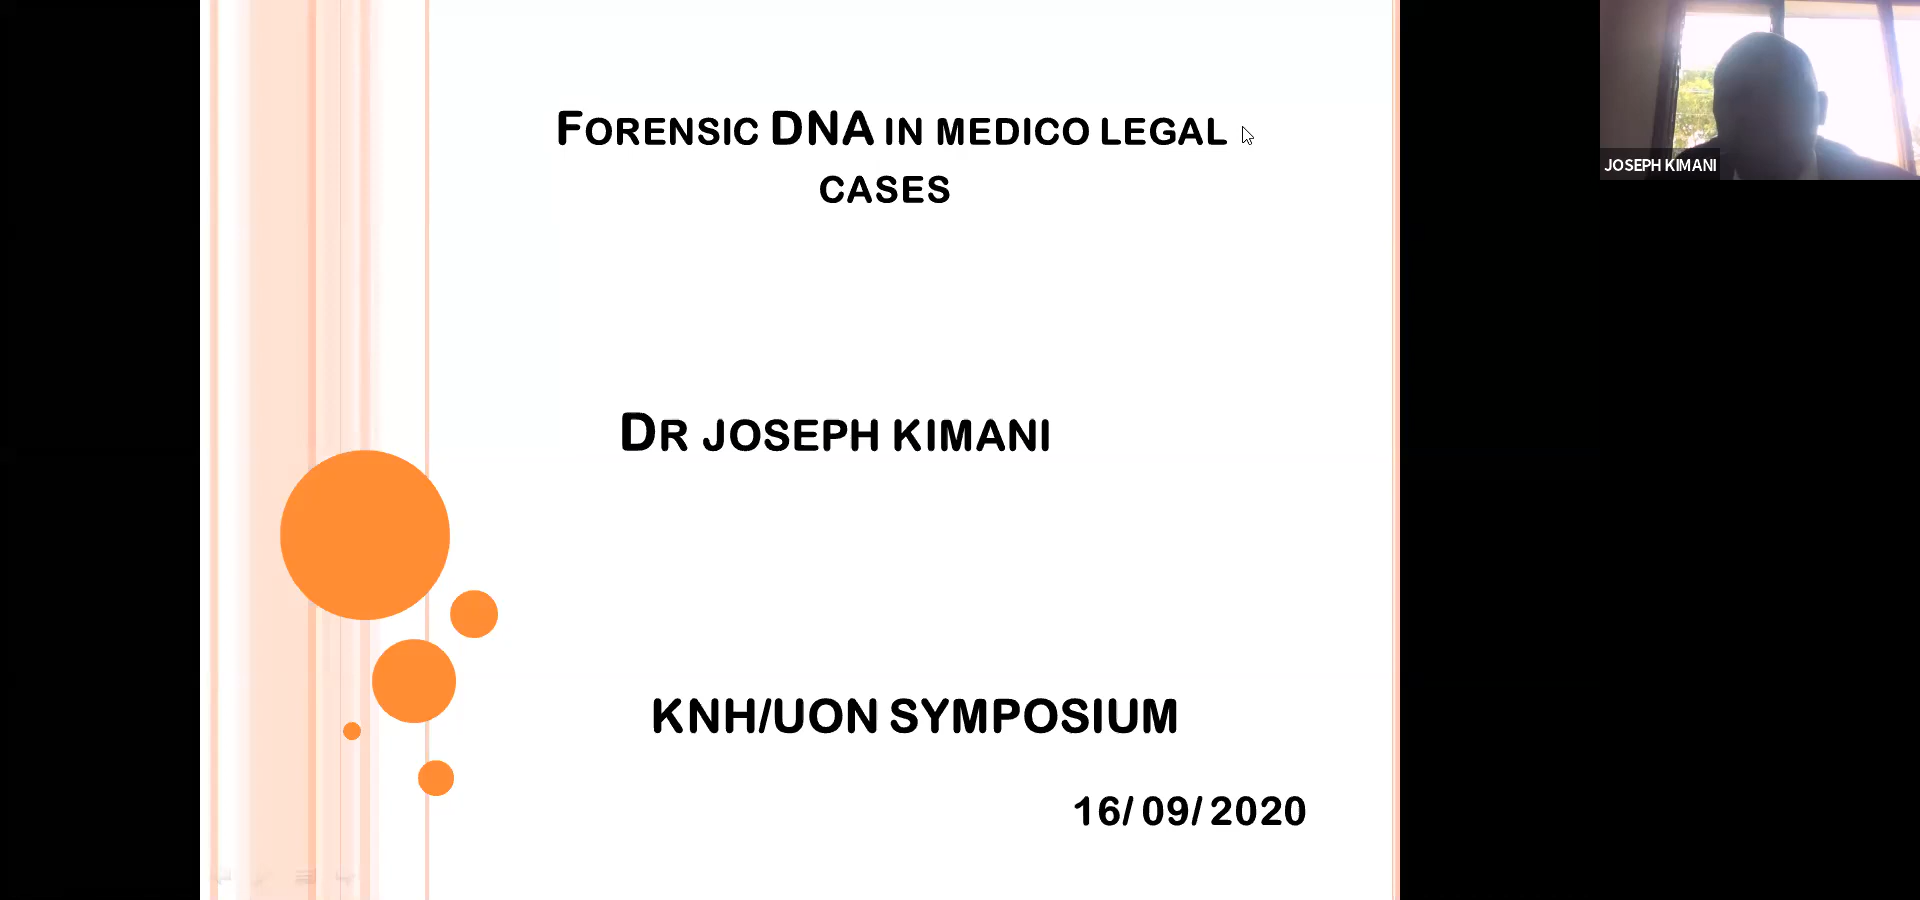 FORENSIC DNA IN MEDICO LEGAL
CASES
DR JOSEPH KIMANI
KNH/UON SYMPOSIUM
16/ 09/ 2020
JOSEPH KIMANI